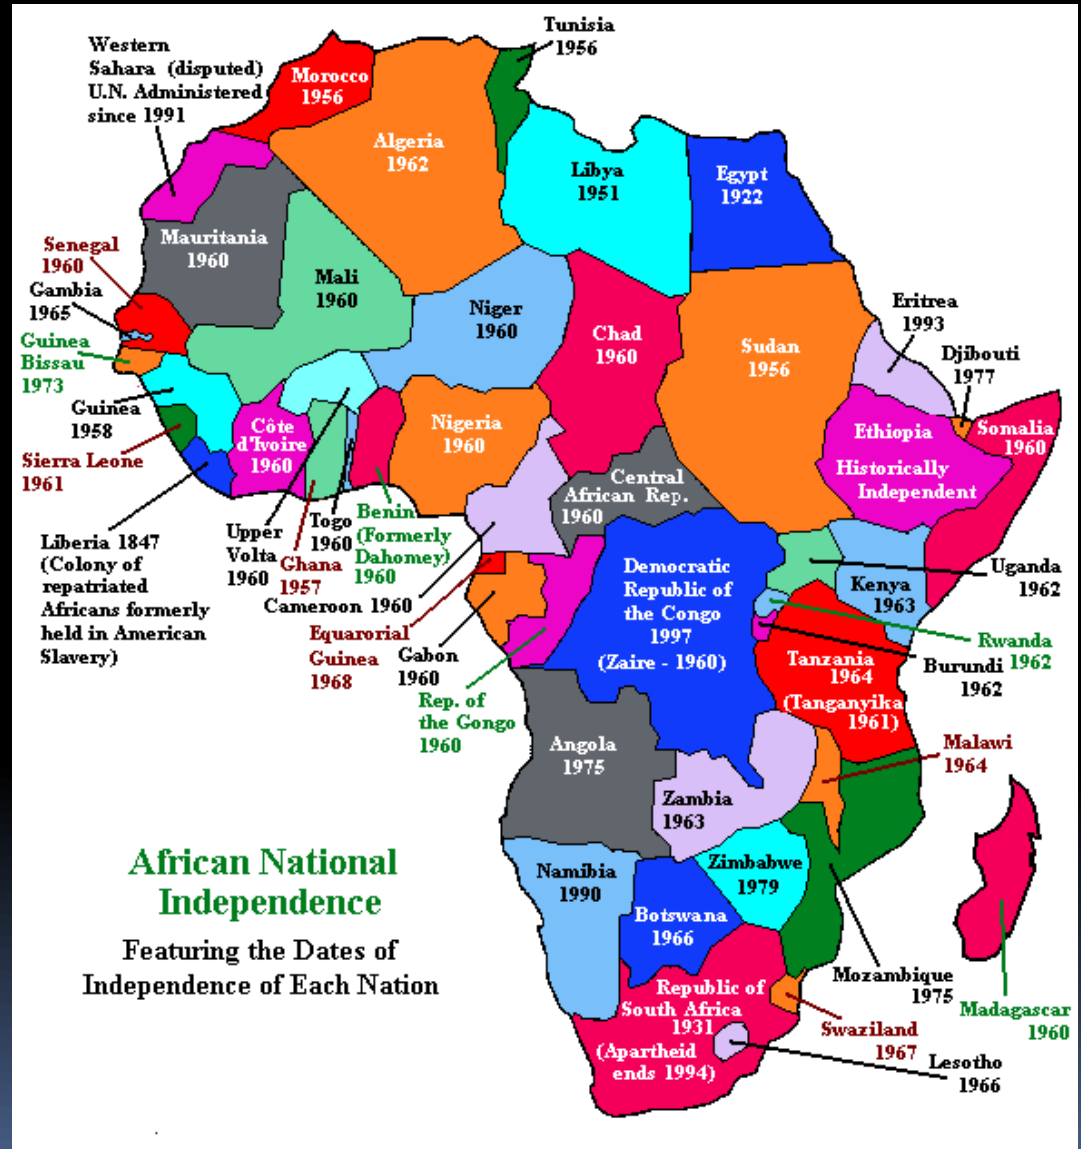 Tunisia
1956
Western
Sahara (disputed)
U.N. Administered
since 1991
Morocco
1956
Algeria
1962
Libya
1951
Egypt
1922
Mauritania
1960
Senegal
1960
Gambia
1965
Guinea
Bissau
1973
Mali
1960
Niger
1960
Chad
1960
Sudan
1956
Eritrea
1993
Djibouti
1977
Guinea
1958
Sierra Leone
1961
Côte
d'Ivoire
1960
Nigeria
1960
Central
African Rep.
1960
Ethiopia
Historically
Independent
Somalia
1960
Liberia 1847
(Colony of
repatriated
Africans formerly
held in American
Slavery)
Upper
Volta
1960
Ghana
1957
Togo
1960
Benin
(Formerly
Dahomey)
1960
Cameroon 1960
Equarorial
Guinea
1968
Gabon
1960
Rep. of
the Gongo
1960
Democratic
Republic of
the Congo
1997
(Zaire - 1960)
Uganda
1962
Kenya
1963
Rwanda
1962
Burundi
1962
Tanzania
1964
(Tanganyika
1961)
Angola
1975
Zambia
1963
Malawi
1964
African National
Independence
Featuring the Dates of
Independence of Each Nation
Namibia
1990
Zimbabwe
1979
Botswana
1966
Mozambique
1975
Madagascar
1960
Republic of
South Africa
1931
(Apartheid
ends 1994)
Swaziland
1967
Lesotho
1966